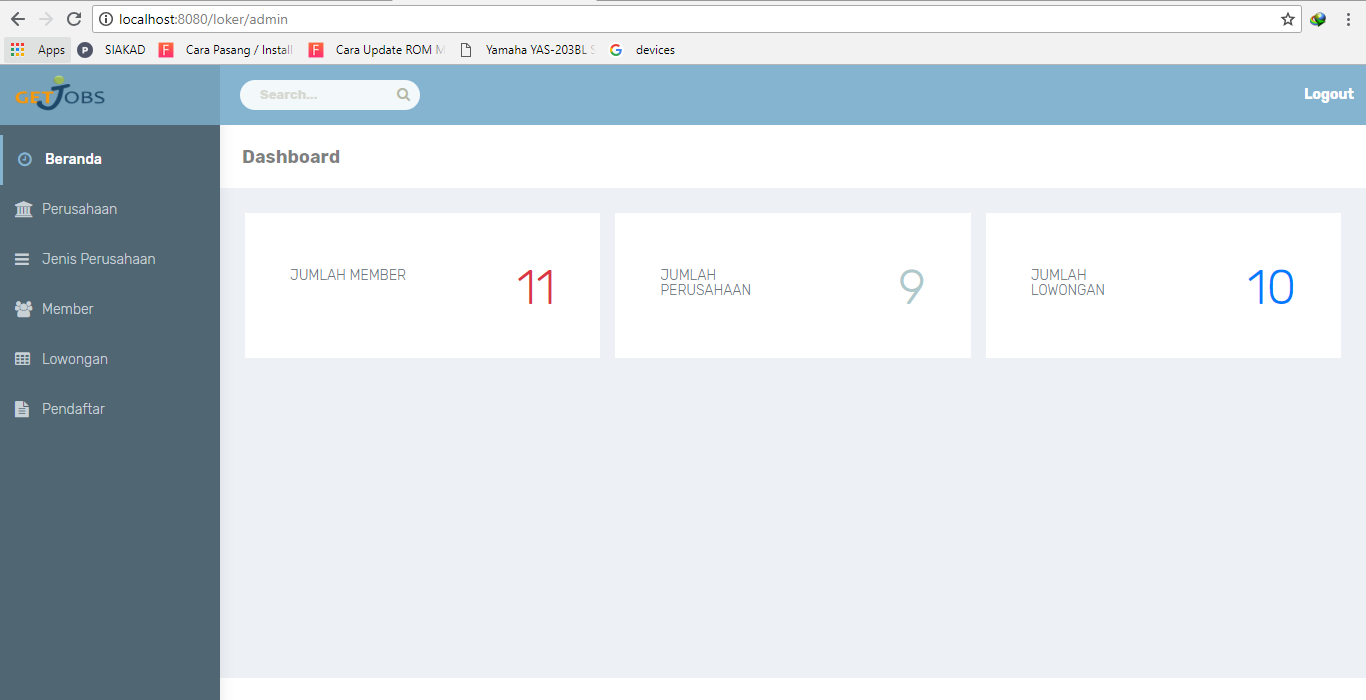 localhost:8080/loker/admin
Apps P SIAKAD F Cara Pasang / Install F Cara Update ROM M Yamaha YAS-203BL S G devices
GETJOBS Search... Logout
Dashboard
Beranda
Perusahaan
Jenis Perusahaan
Member
Lowongan
Pendaftar
JUMLAH MEMBER 11
JUMLAH PERUSAHAAN 9
JUMLAH LOWONGAN 10